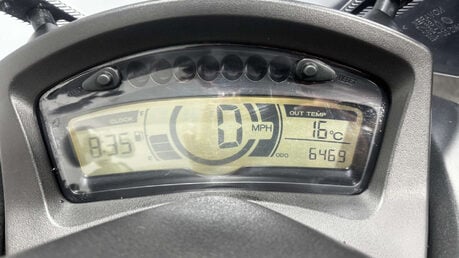 CLOCK
8:35
F
E
0 MPH
OUT TEMP
16°C
ODO 6469